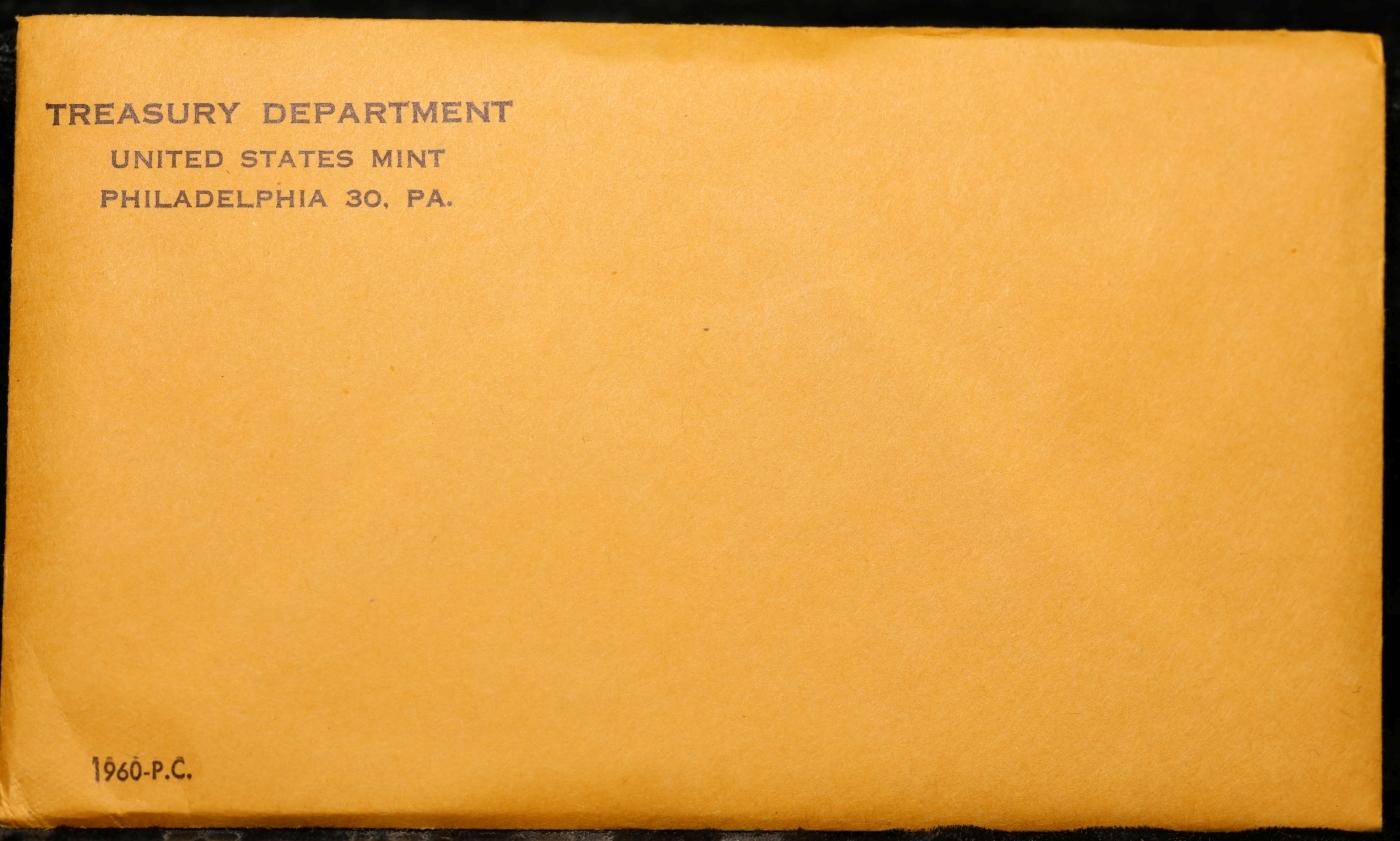 TREASURY DEPARTMENT
UNITED STATES MINT
PHILADELPHIA 30, PA.
1960-P.C.